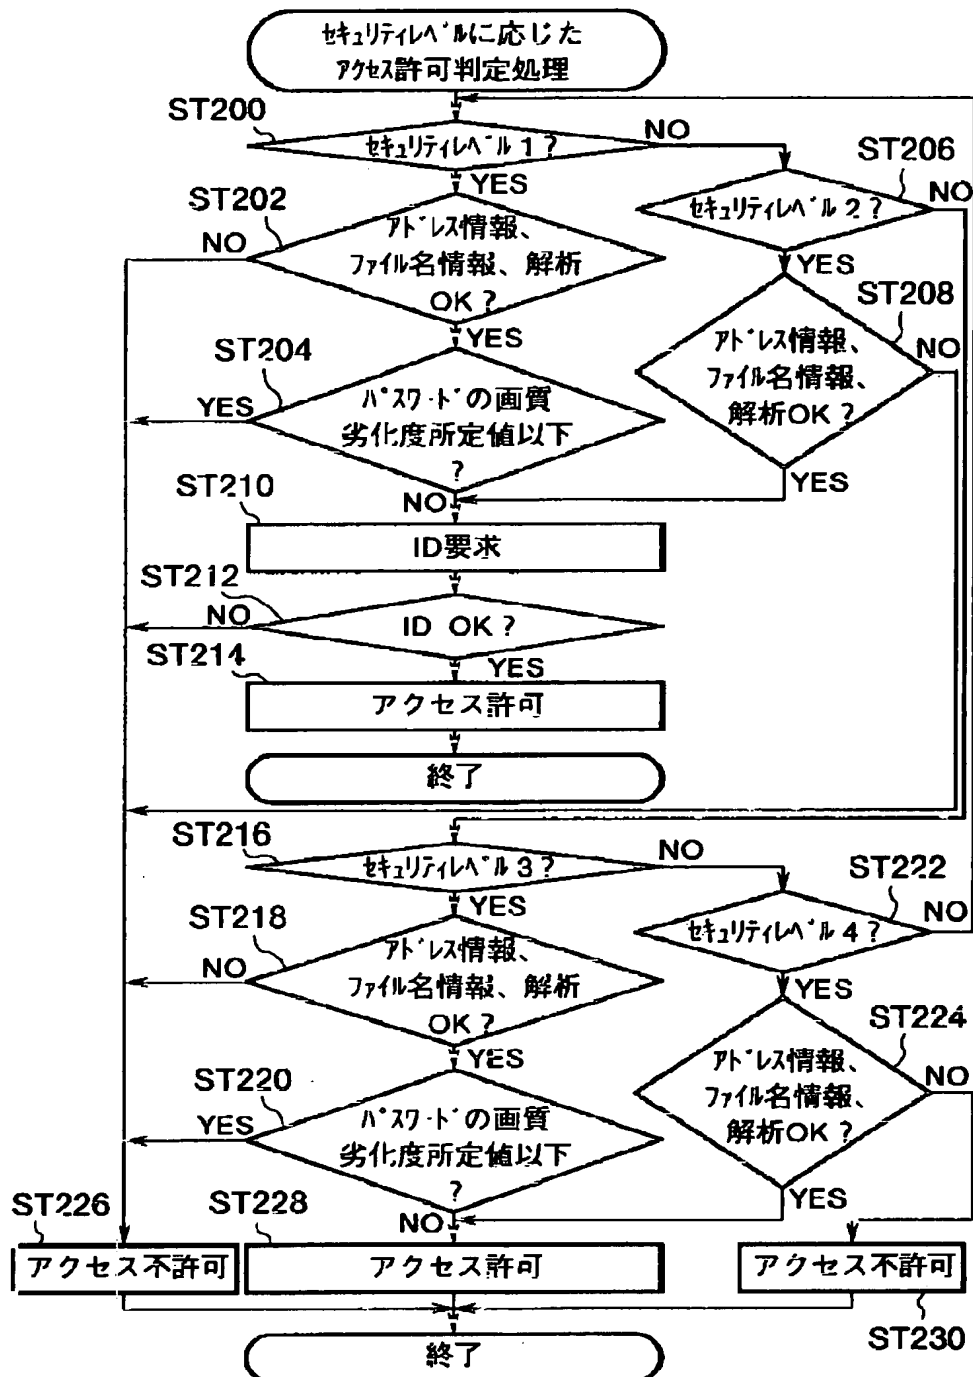 セキュリティレベルに応じた
アクセス許可判定処理
ST200
セキュリティレベル1?
NO
YES
ST206
セキュリティレベル2?
NO
YES
ST202
アドレス情報、
ファイル名情報、解析
OK?
NO
YES
ST208
アドレス情報、
ファイル名情報、
解析OK?
NO
YES
ST204
パスワードの画質
劣化度所定値以下
?
YES
NO
ST210
ID要求
ST212
ID OK?
NO
YES
ST214
アクセス許可
終了
ST216
セキュリティレベル3?
NO
YES
ST222
セキュリティレベル4?
NO
YES
ST218
アドレス情報、
ファイル名情報、解析
OK?
NO
YES
ST224
アドレス情報、
ファイル名情報、
解析OK?
NO
YES
ST220
パスワードの画質
劣化度所定値以下
?
YES
NO
ST226
アクセス不許可
ST228
アクセス許可
アクセス不許可
ST230
終了